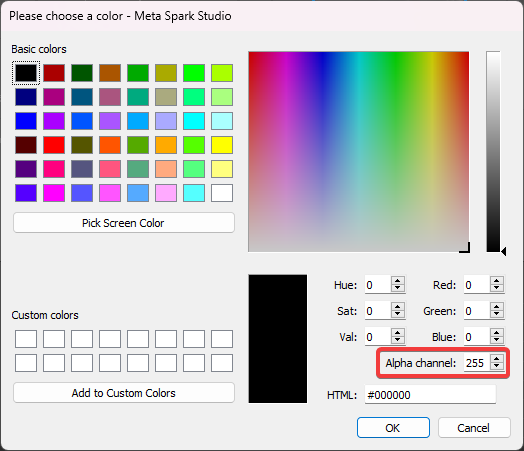 Please choose a color - Meta Spark Studio
Basic colors
Pick Screen Color
Custom colors
Add to Custom Colors
Hue: 0 Red: 0
Sat: 0 Green: 0
Val: 0 Blue: 0
Alpha channel: 255
HTML: #000000
OK Cancel